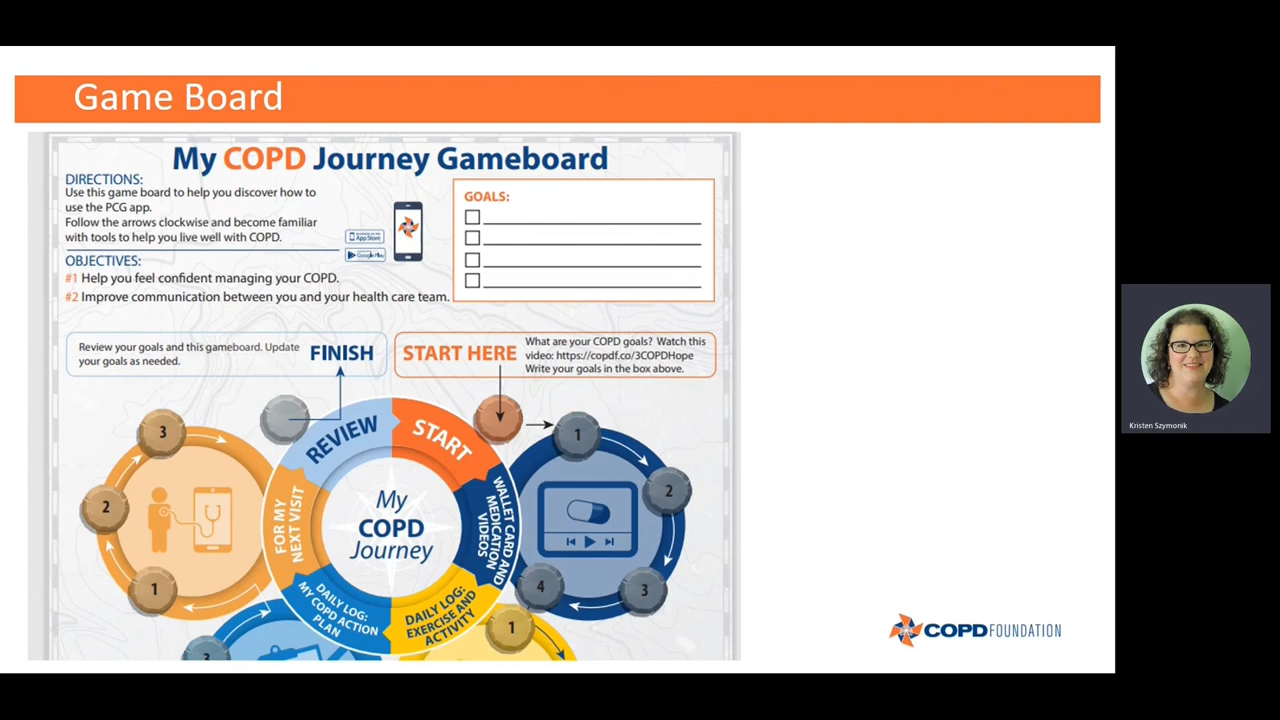 Game Board
My COPD Journey Gameboard
DIRECTIONS:
Use this game board to help you discover how to
use the PCG app.
Follow the arrows clockwise and become familiar
with tools to help you live well with COPD.
App Store
Google Play
OBJECTIVES:
#1 Help you feel confident managing your COPD.
#2 Improve communication between you and your health care team.
GOALS:
Review your goals and this gameboard. Update
your goals as needed.
FINISH
START HERE
What are your COPD goals? Watch this
video: https://copdf.co/3COPDHope
Write your goals in the box above.
REVIEW
START
WALLET CARD AND
MEDICATION
VIDEOS
DAILY LOG:
EXERCISE AND
ACTIVITY
DAILY LOG:
MY COPD ACTION
PLAN
FOR MY
NEXT VISIT
My
COPD
Journey
3
2
1
1
2
3
4
1
3
COPDFOUNDATION
Kristen Szymonik